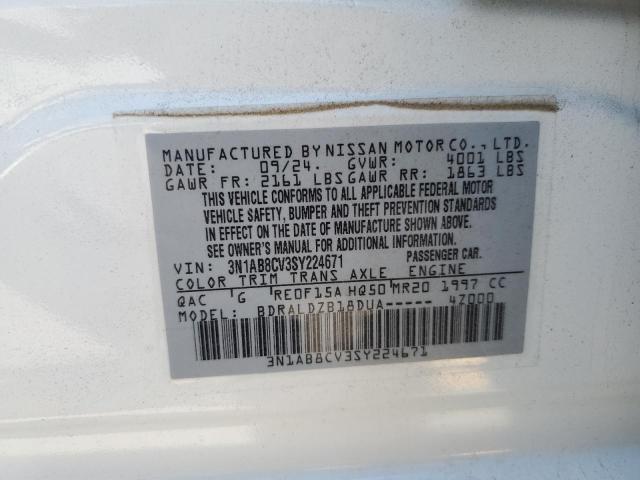 MANUFACTURED BY NISSAN MOTOR CO., LTD.
DATE: 09/24. GVWR: 4001 LBS
GAWR FR: 2161 LBS GAWR RR: 1863 LBS
THIS VEHICLE CONFORMS TO ALL APPLICABLE FEDERAL MOTOR
VEHICLE SAFETY, BUMPER AND THEFT PREVENTION STANDARDS
IN EFFECT ON THE DATE OF MANUFACTURE SHOWN ABOVE.
SEE OWNER'S MANUAL FOR ADDITIONAL INFORMATION.
VIN: 3N1AB8CV3SY224671 PASSENGER CAR.
COLOR TRIM TRANS AXLE ENGINE
QAC G RE0F15A HQ50 MR20 1997 CC
MODEL: BDRALDZB18DUA----- 47000
3N1AB8CV3SY224671